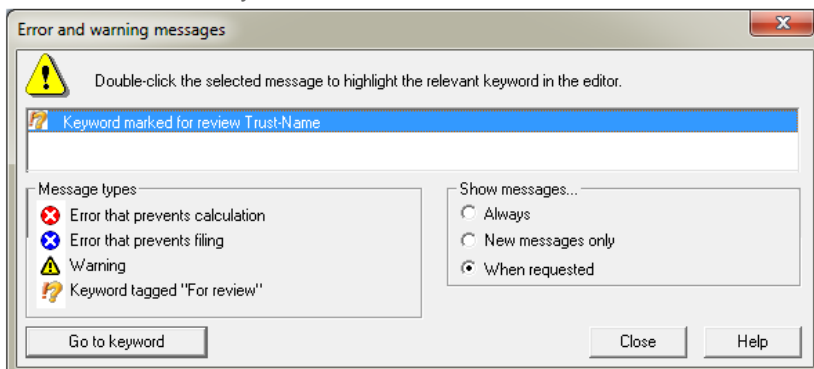 Error and warning messages
Double-click the selected message to highlight the relevant keyword in the editor.
Keyword marked for review Trust-Name
Message types
Error that prevents calculation
Error that prevents filing
Warning
Keyword tagged "For review"
Show messages...
Always
New messages only
When requested
Go to keyword
Close
Help